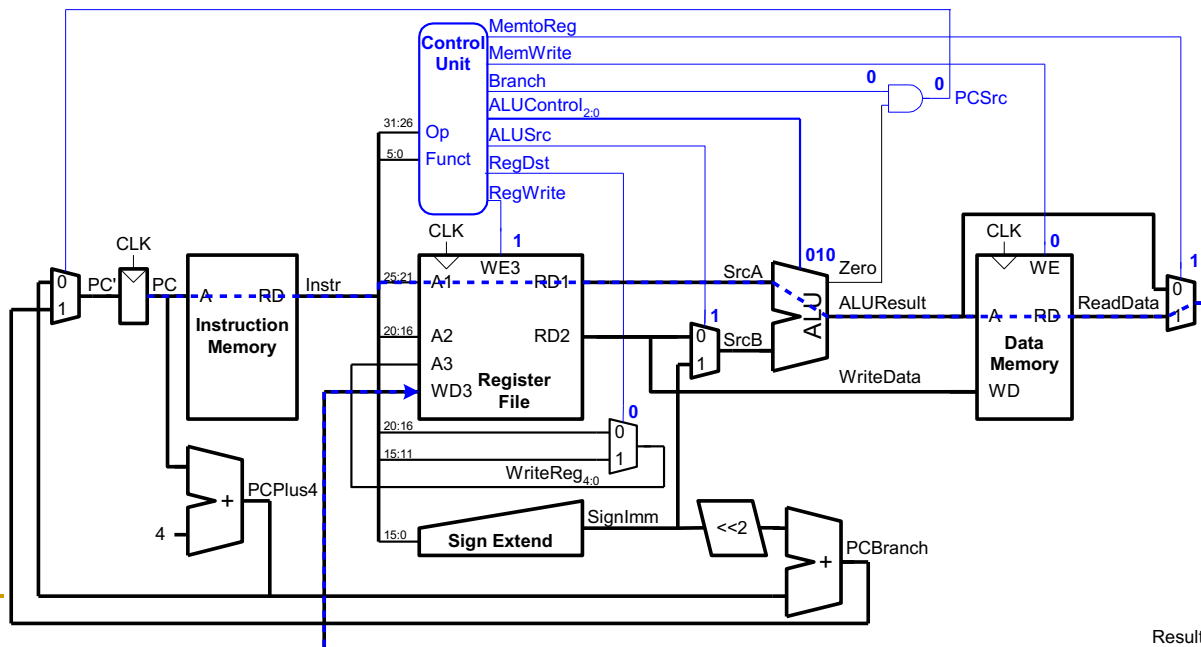 MemtoReg
Control
Unit
MemWrite
Branch
0
0
PCSrc
ALUControl2:0
31:26
Op
ALUSrc
5:0
Funct
RegDst
RegWrite
CLK
CLK
CLK
1
010
0
WE3
WE
Zero
1
0
PC'
PC
A
RD
Instr
25:21
A1
RD1
SrcA
ALU
ALUResult
A
RD
ReadData
0
1
1
Instruction
Memory
20:16
A2
RD2
1
0
SrcB
1
Data
Memory
A3
WD3
Register
File
WriteData
WD
0
20:16
0
15:11
1
WriteReg4:0
PCPlus4
+
4
15:0
Sign Extend
SignImm
<<2
+
PCBranch
Result